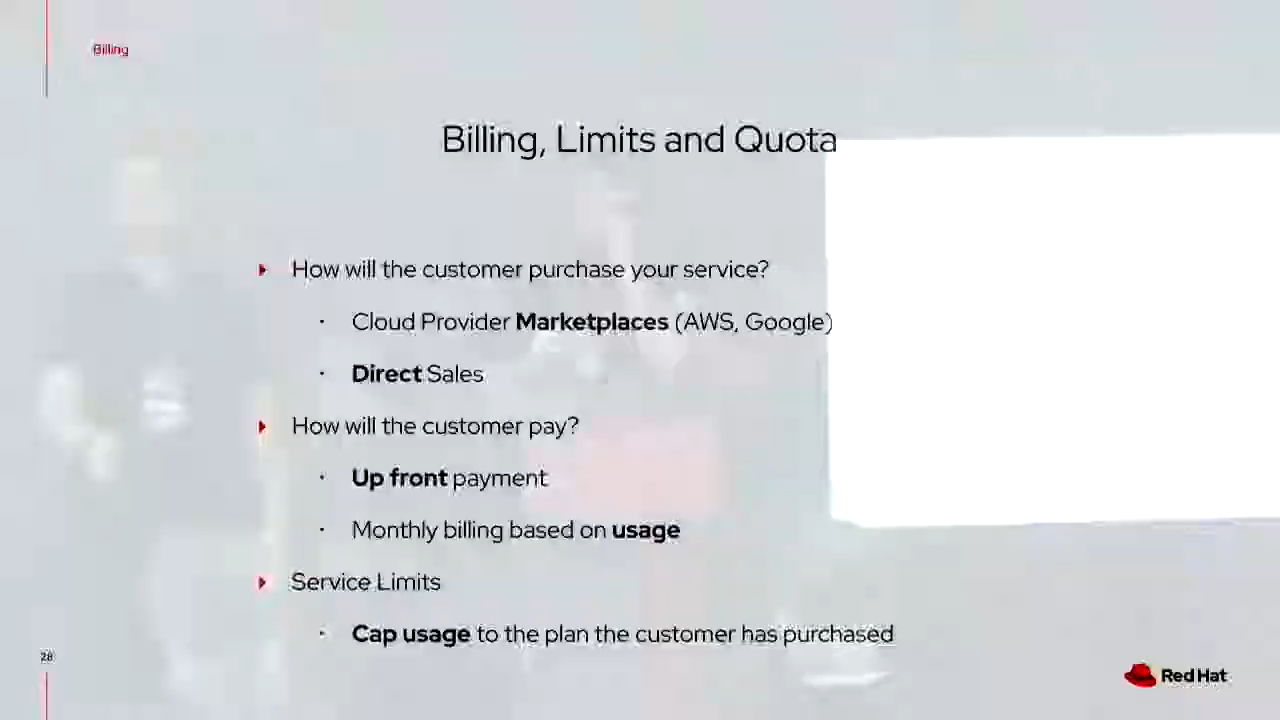 Billing
Billing, Limits and Quota
How will the customer purchase your service?
Cloud Provider Marketplaces (AWS, Google)
Direct Sales
How will the customer pay?
Up front payment
Monthly billing based on usage
Service Limits
Cap usage to the plan the customer has purchased
28
Red Hat